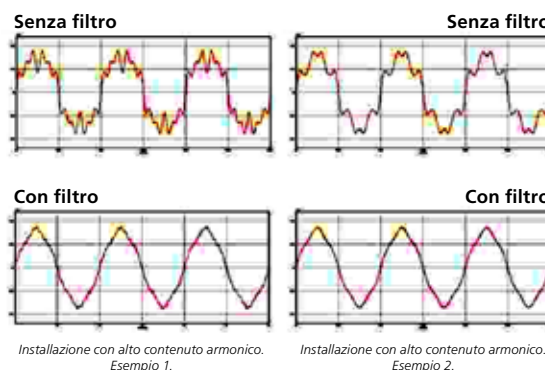 Senza filtro
Senza filtro
Con filtro
Con filtro
Installazione con alto contenuto armonico.
Esempio 1.
Installazione con alto contenuto armonico.
Esempio 2.